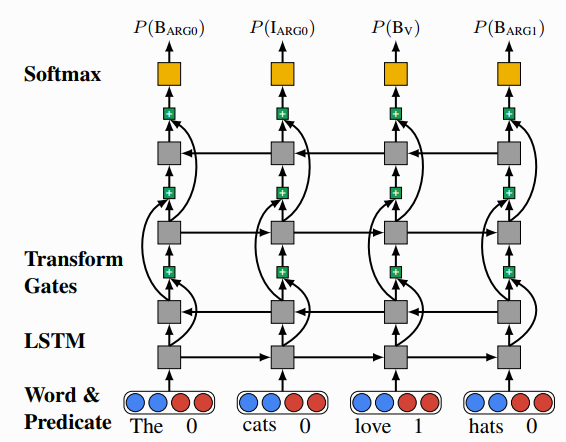 P(B_ARG0) P(I_ARG0) P(B_V) P(B_ARG1)
Softmax
+ + + +
+ + + +
Transform
Gates
+ + + +
LSTM
Word &
Predicate
The 0 cats 0 love 1 hats 0